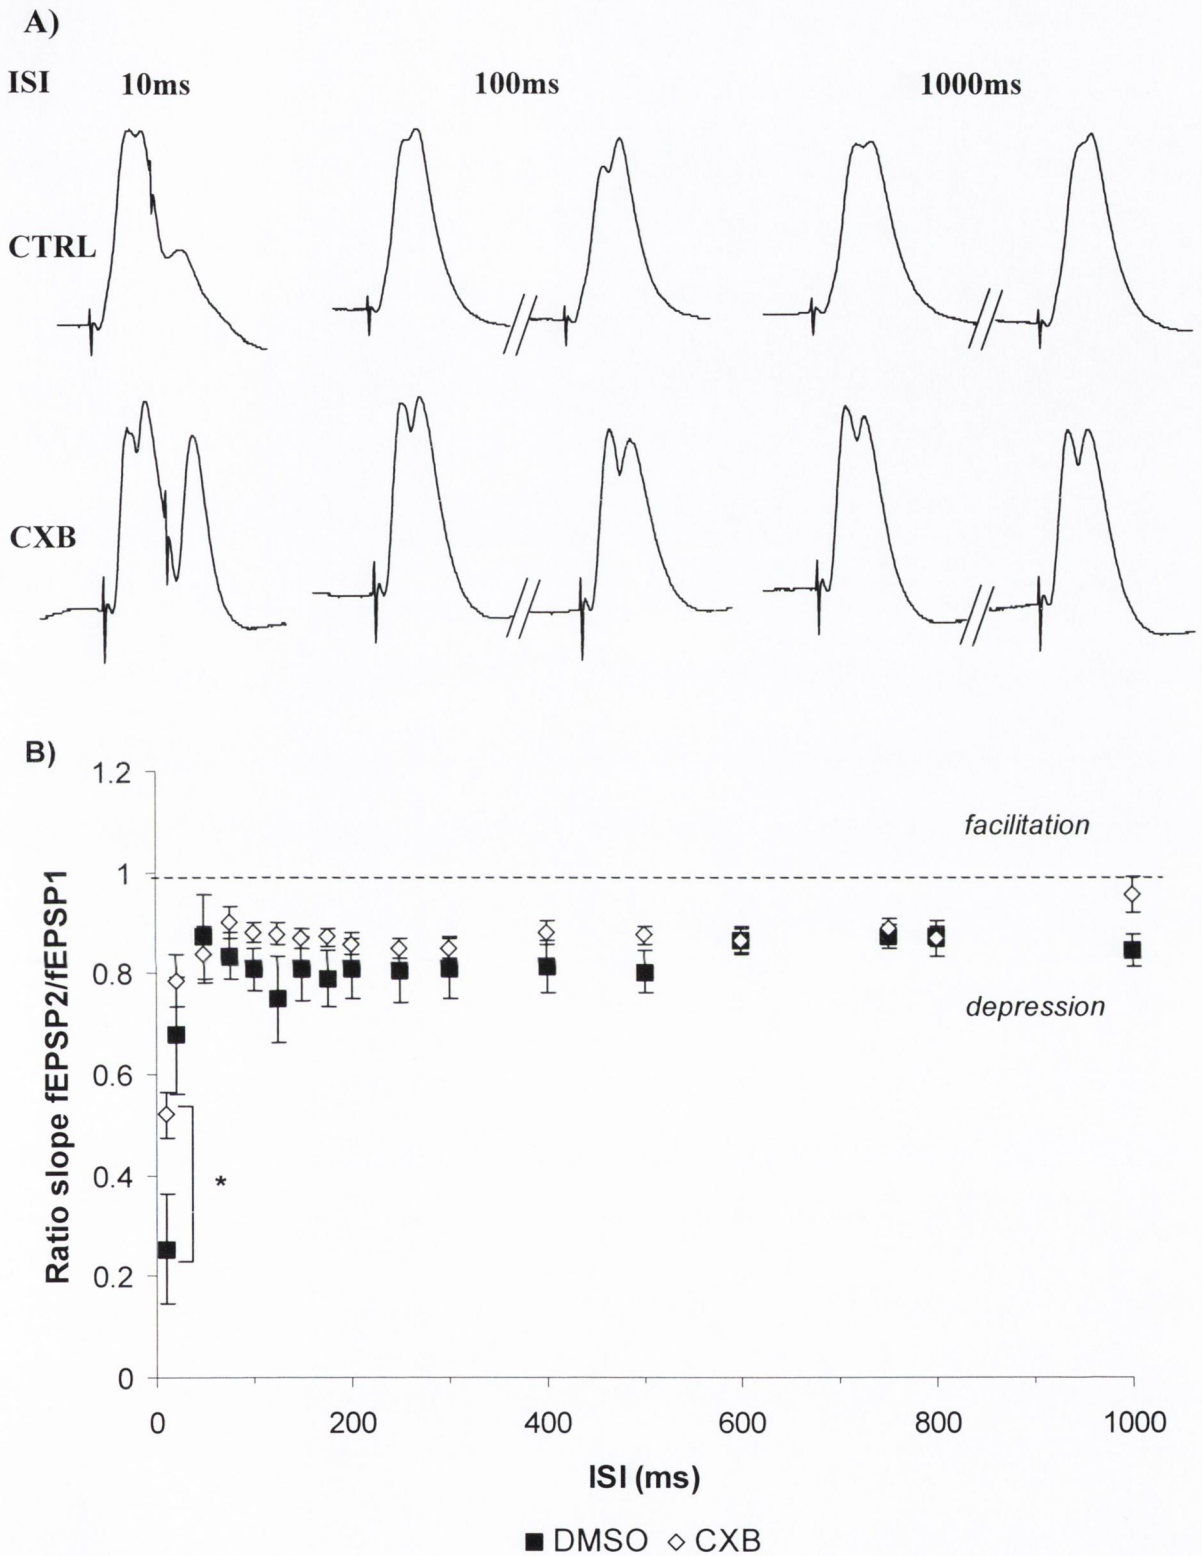 A)
ISI 10ms 100ms 1000ms
CTRL
CXB
B)
1.2
1
0.8
0.6
0.4
0.2
0
Ratio slope fEPSP2/fEPSP1
facilitation
depression
*
0 200 400 600 800 1000
ISI (ms)
■ DMSO ◇ CXB